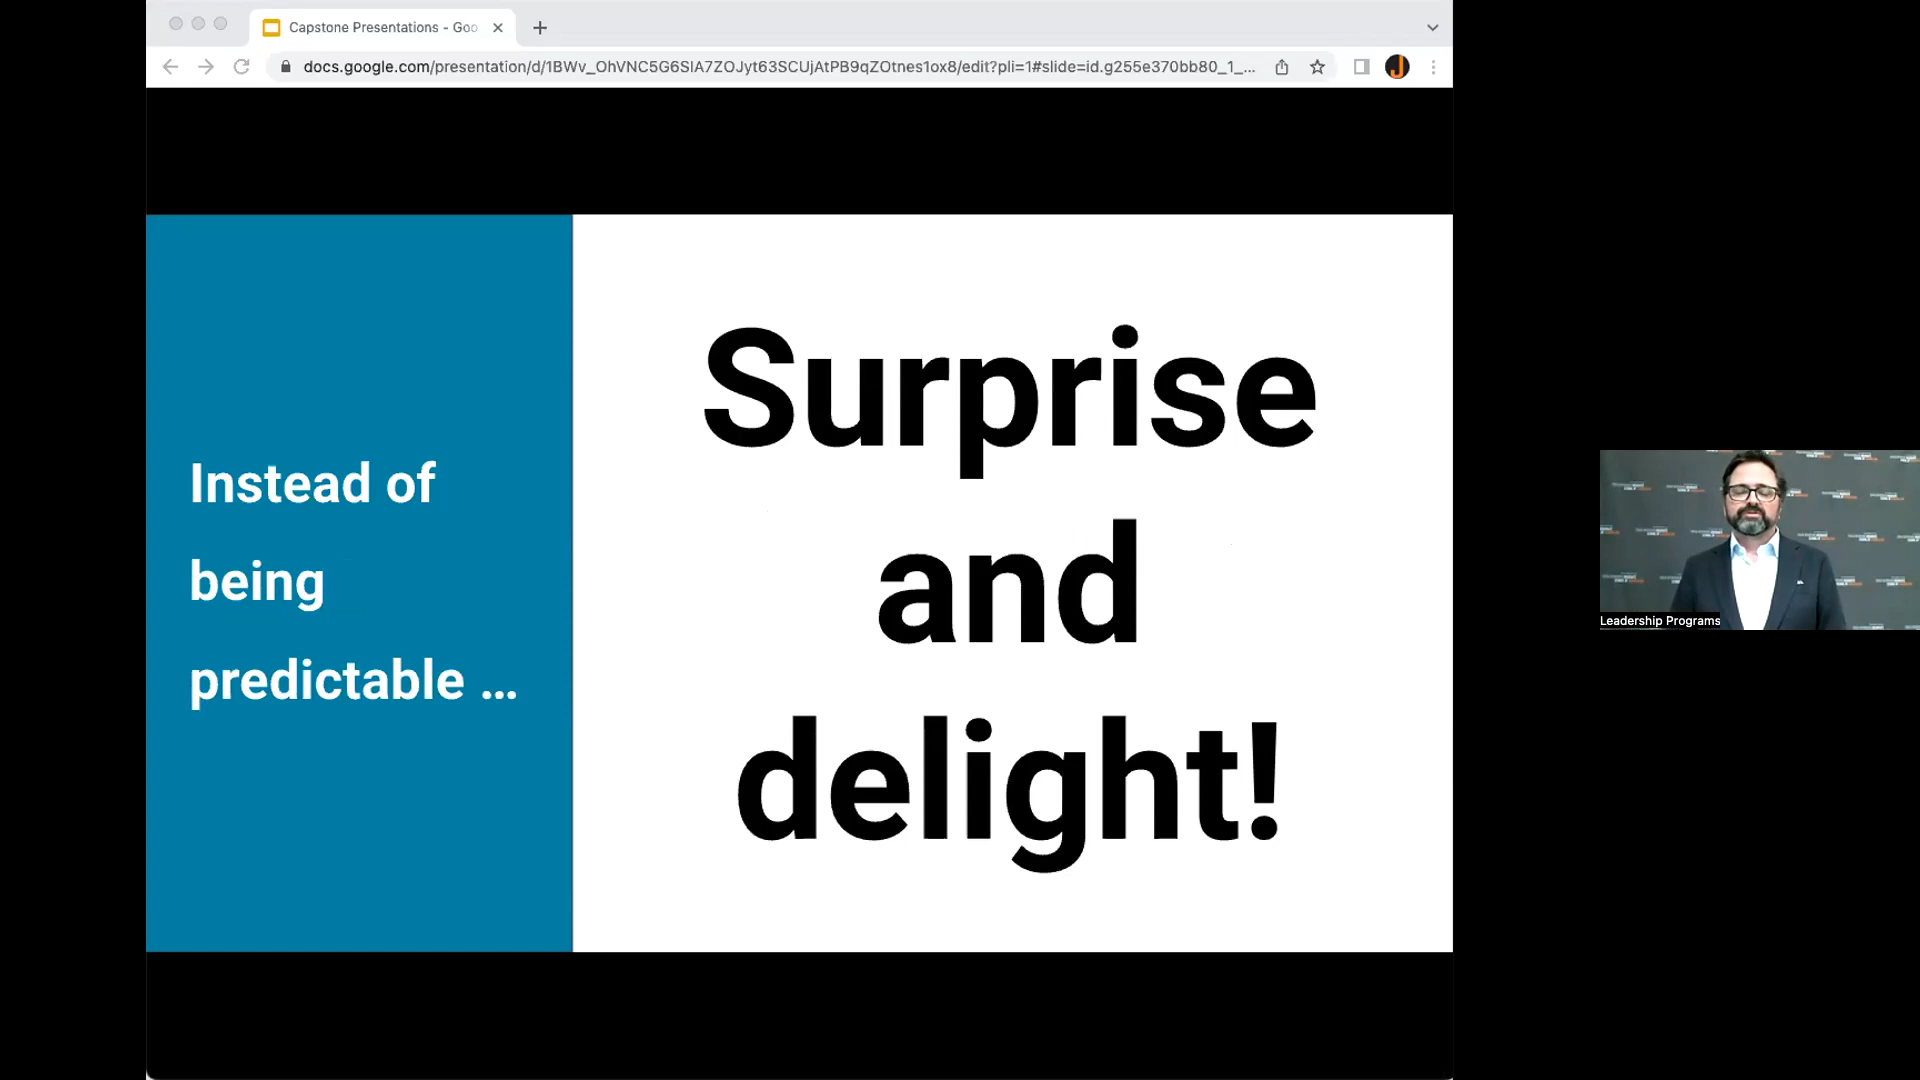 Capstone Presentations - Goo
docs.google.com/presentation/d/1BWv_OhVNC5G6SlA7ZOJyt63SCUjAtPB9qZOtnes1ox8/edit?pli=1#slide=id.g255e370bb80_1_...
Instead of
being
predictable ...
Surprise
and
delight!
Leadership Programs